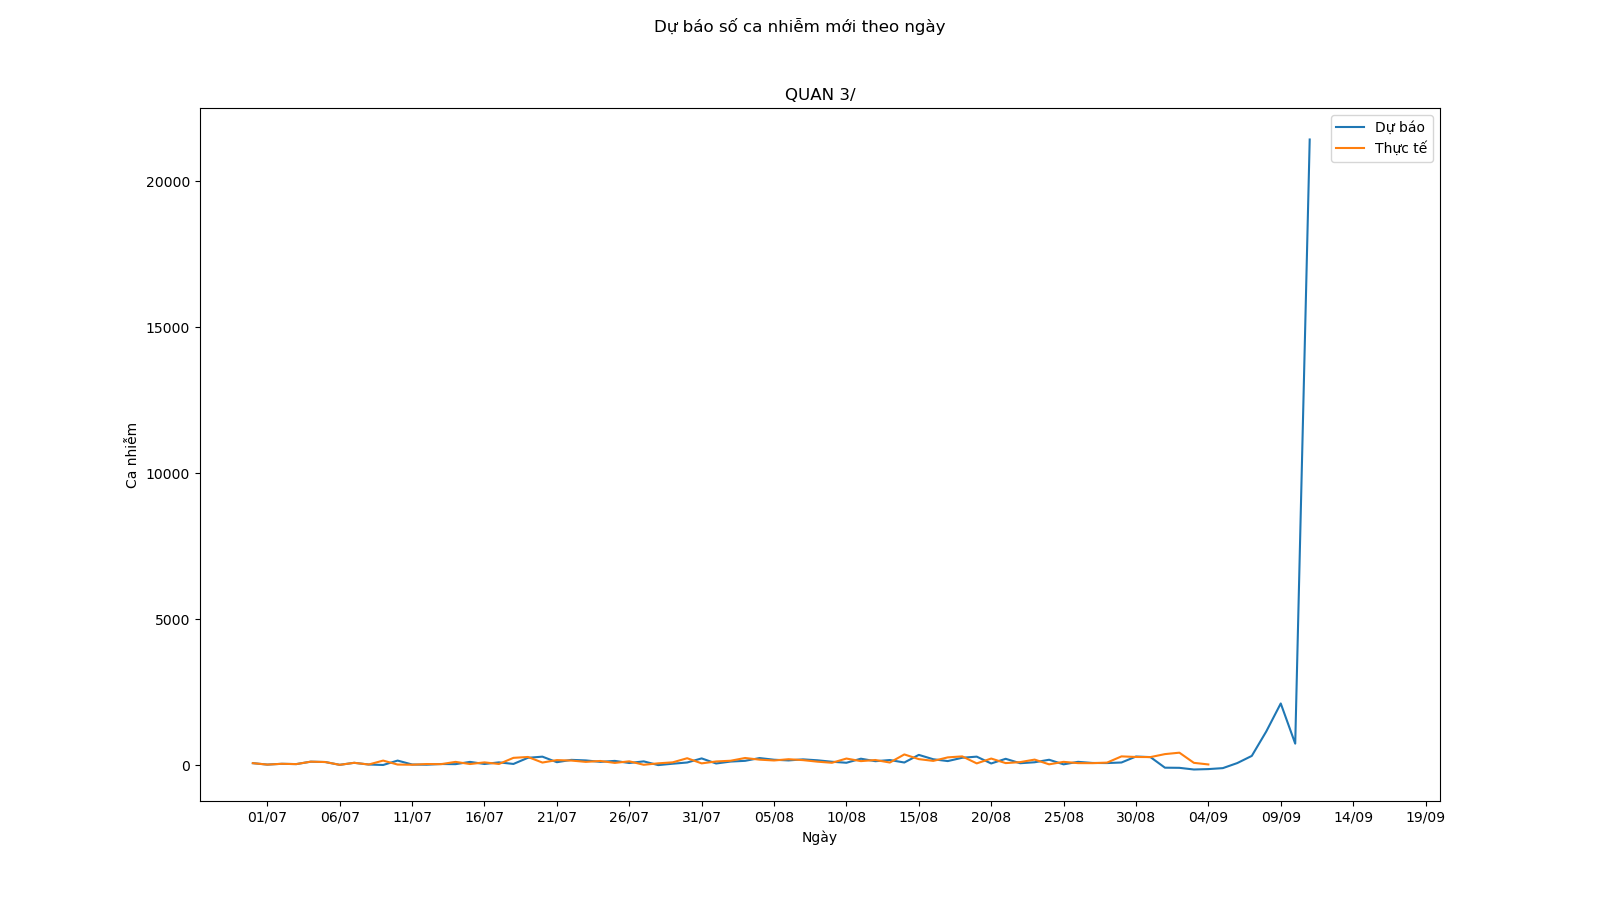 Dự báo số ca nhiễm mới theo ngày
QUAN 3/
Dự báo
Thực tế
20000
15000
10000
5000
0
Ca nhiễm
01/07 06/07 11/07 16/07 21/07 26/07 31/07 05/08 10/08 15/08 20/08 25/08 30/08 04/09 09/09 14/09 19/09
Ngày